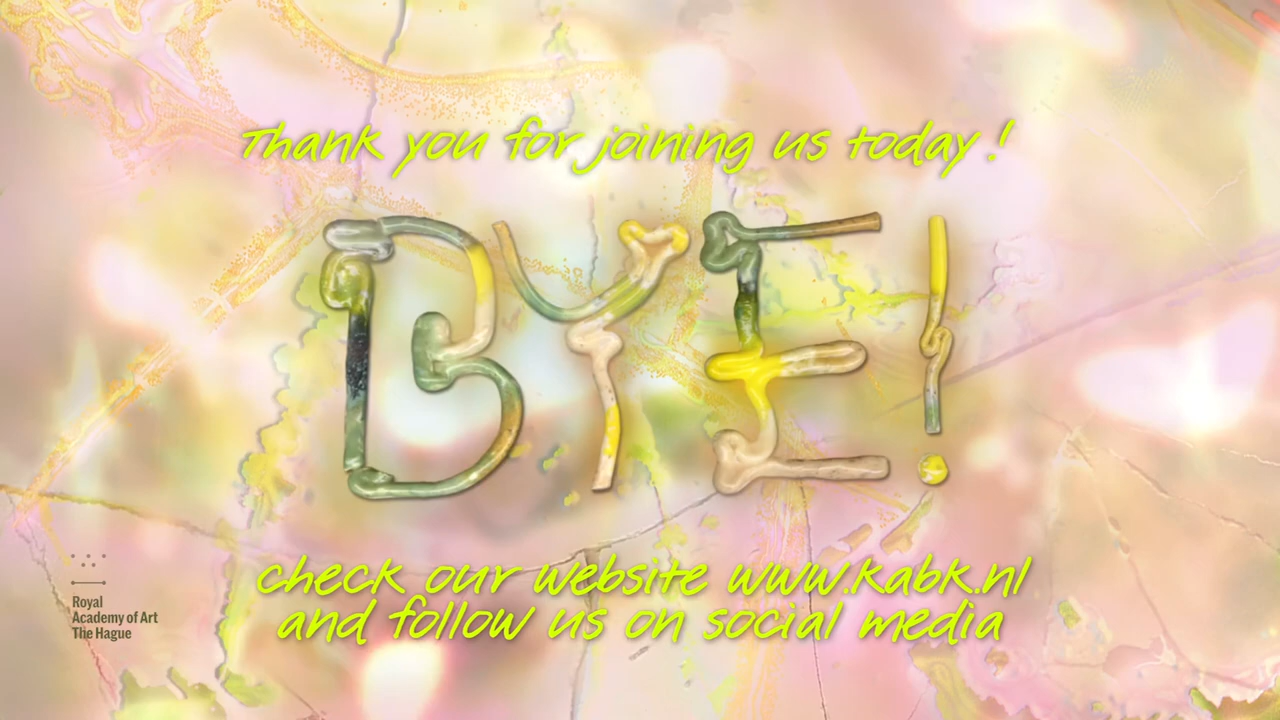 Thank you for joining us today!
BYE!
check our website www.kabk.nl
and follow us on social media
Royal
Academy of Art
The Hague